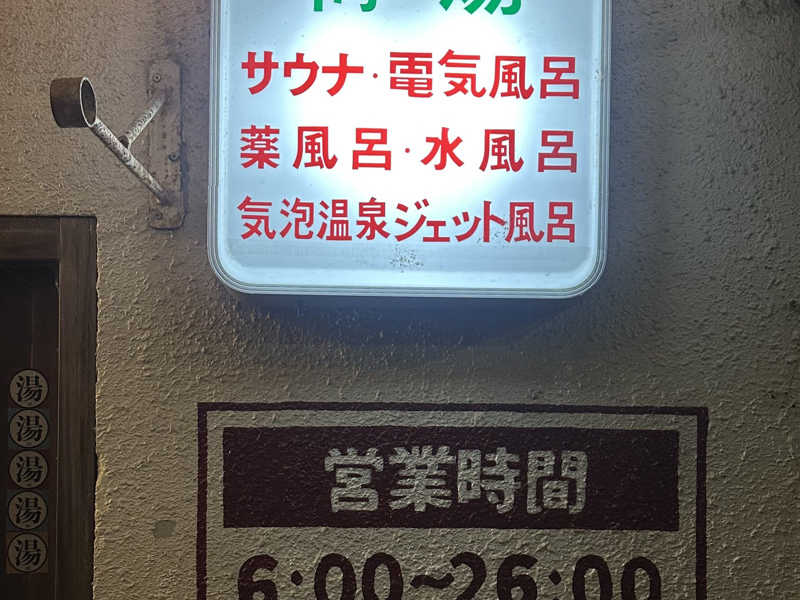 サウナ・電気風呂
薬風呂・水風呂
気泡温泉ジェット風呂
湯
湯
湯
湯
湯
営業時間
6:00~26:00